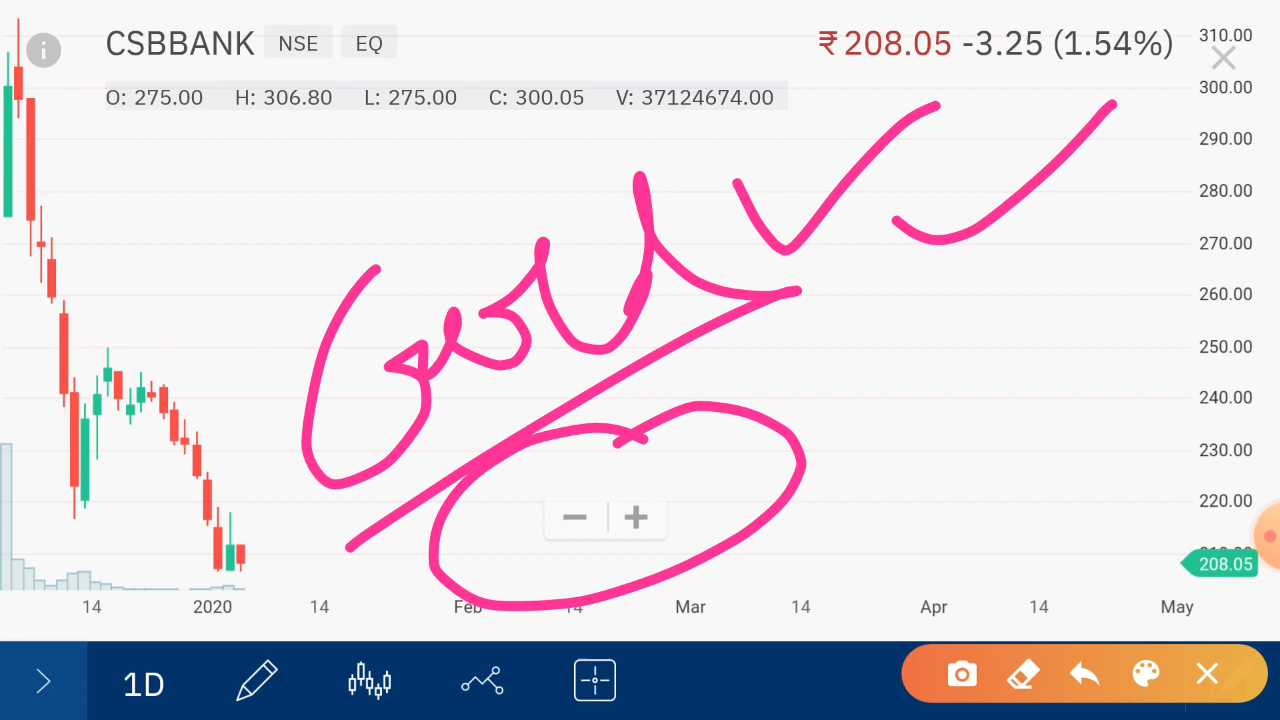 CSBBANK NSE EQ ₹ 208.05 -3.25 (1.54%)
O: 275.00 H: 306.80 L: 275.00 C: 300.05 V: 37124674.00
310.00
300.00
290.00
280.00
270.00
260.00
250.00
240.00
230.00
220.00
208.05
14 2020 14 Feb 14 Mar 14 Apr 14 May
1D